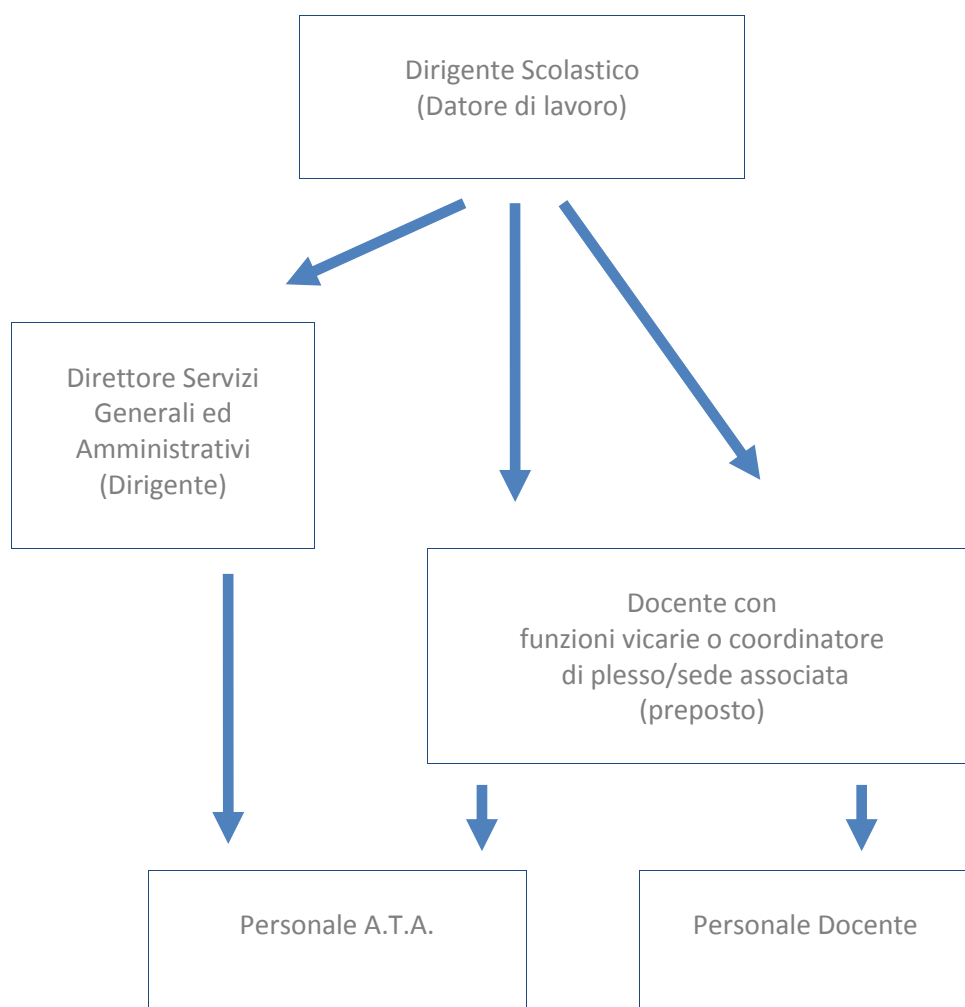 Dirigente Scolastico
(Datore di lavoro)
Direttore Servizi
Generali ed
Amministrativi
(Dirigente)
Docente con
funzioni vicarie o coordinatore
di plesso/sede associata
(preposto)
Personale A.T.A.
Personale Docente